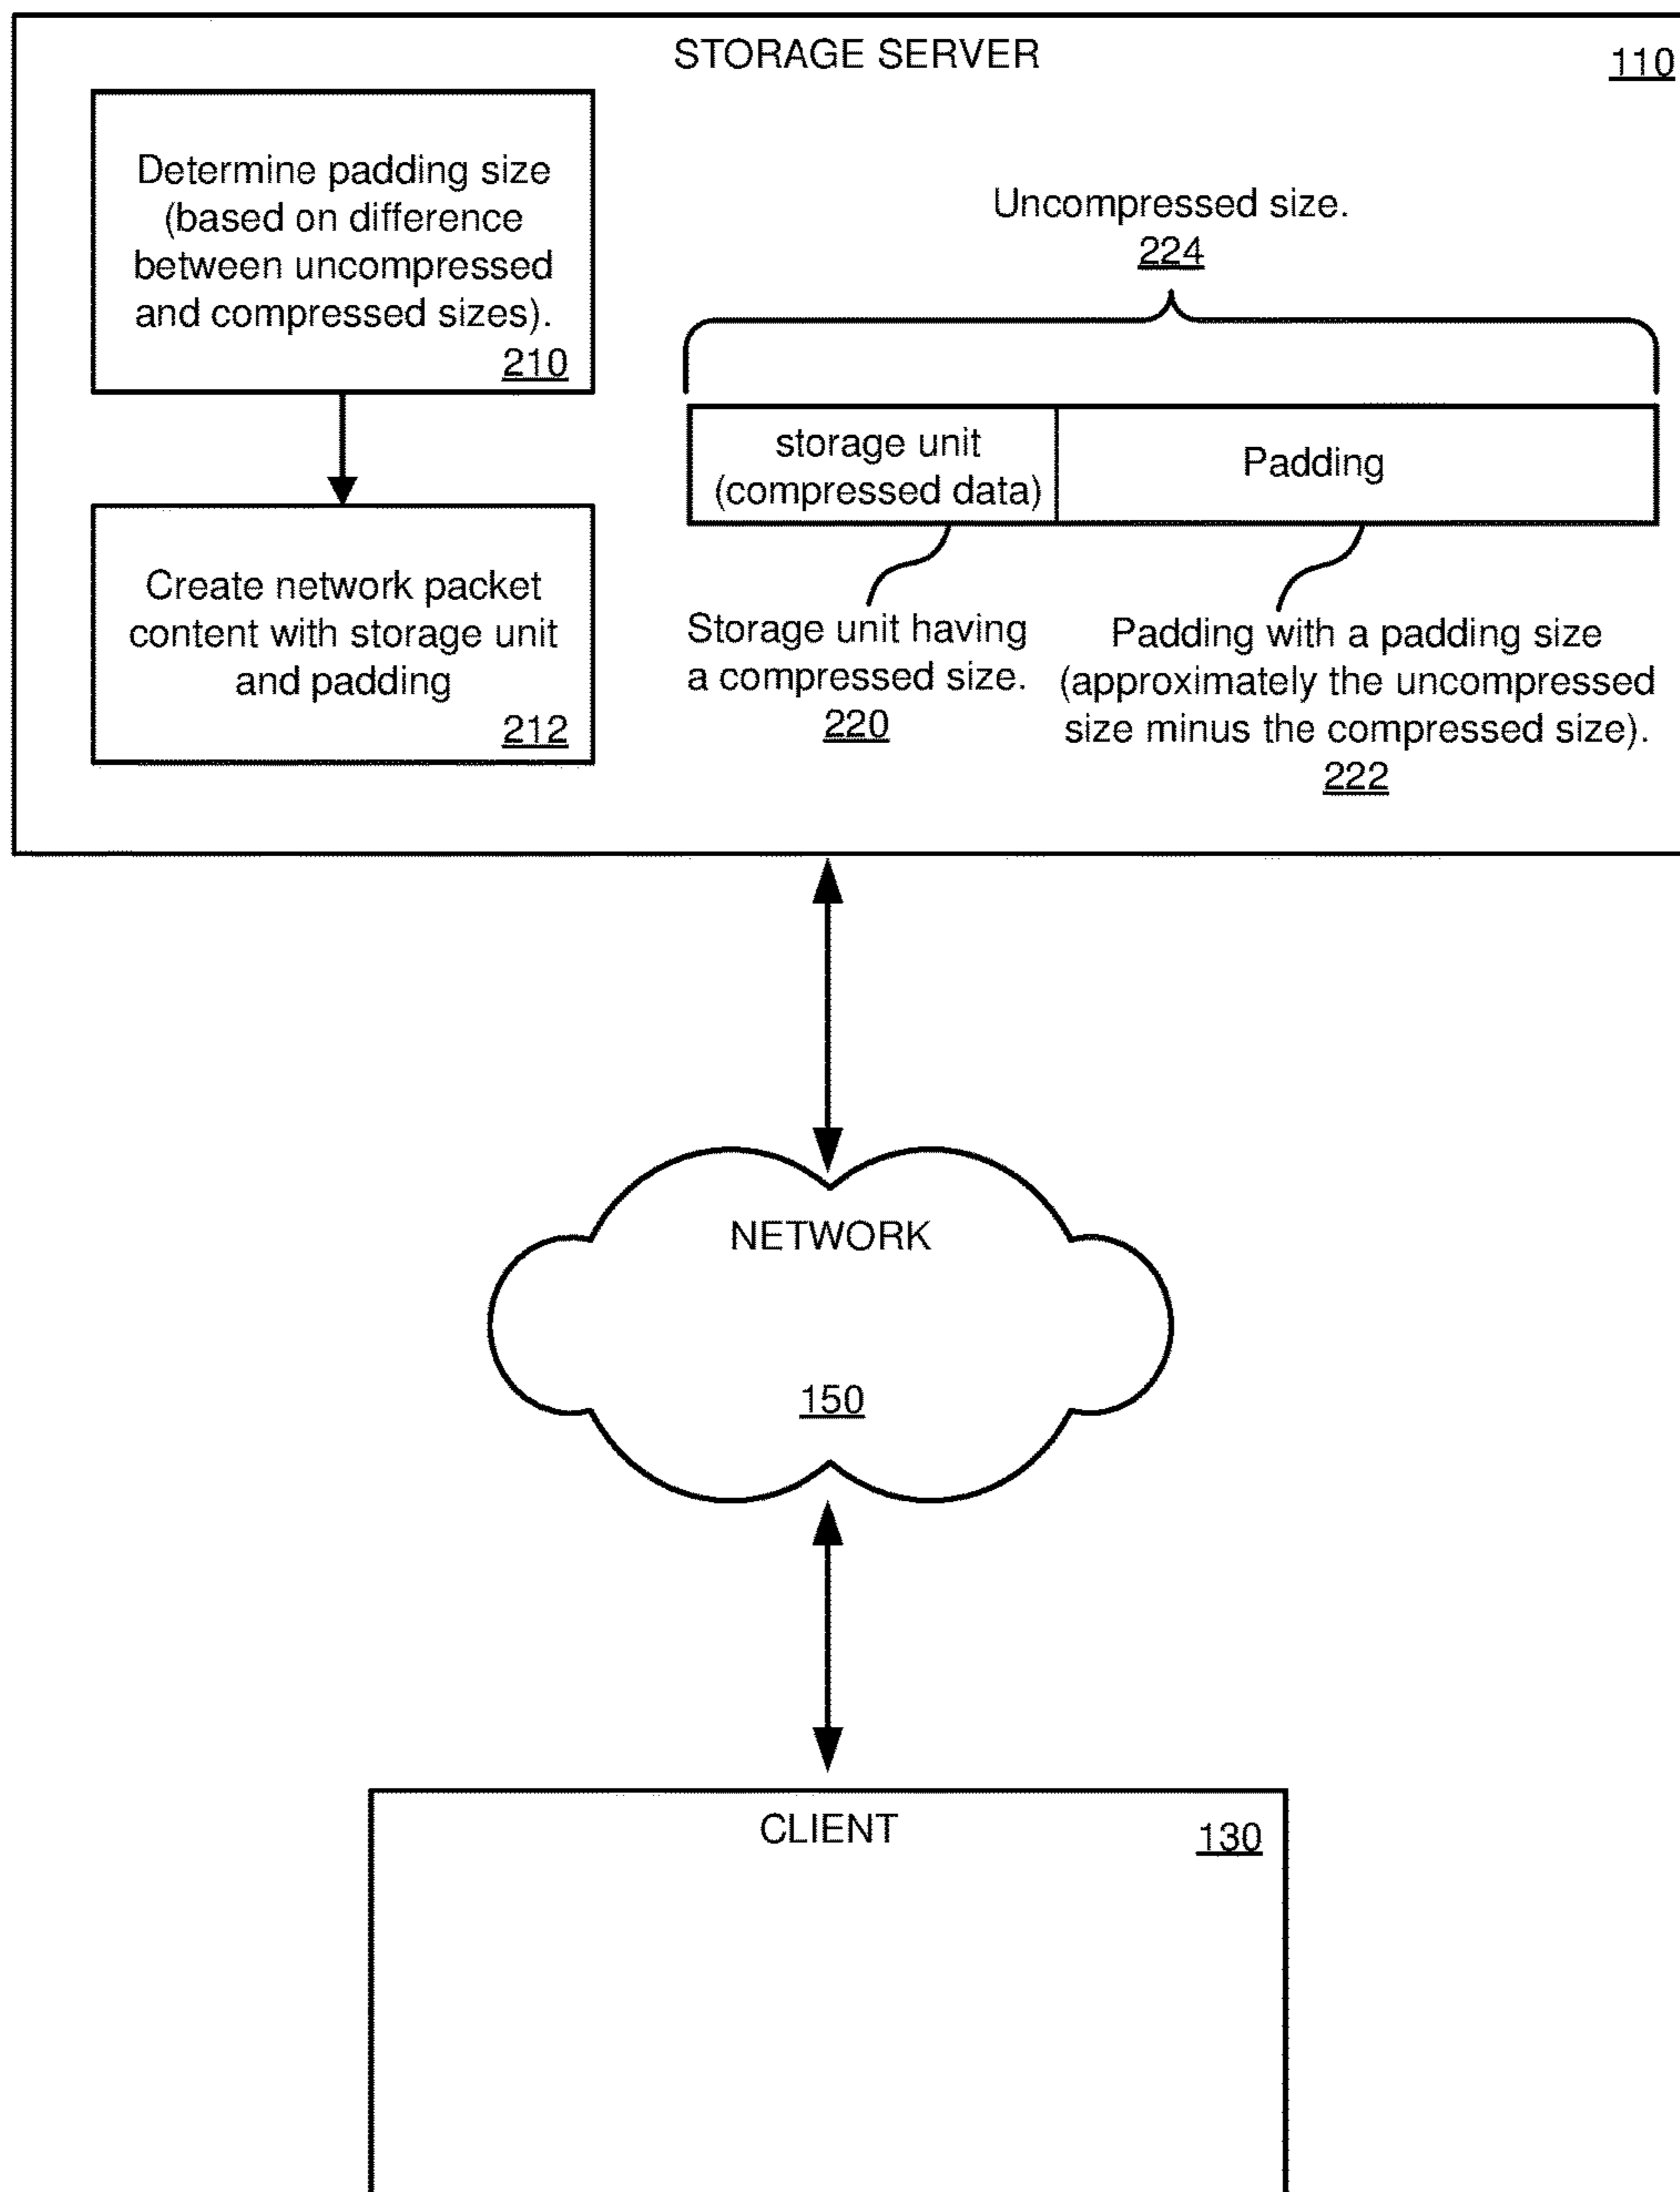 STORAGE SERVER
110
Determine padding size
(based on difference
between uncompressed
and compressed sizes).
210
Create network packet
content with storage unit
and padding
212
Uncompressed size.
224
storage unit
(compressed data)
Padding
Storage unit having
a compressed size.
220
Padding with a padding size
(approximately the uncompressed
size minus the compressed size).
222
NETWORK
150
CLIENT
130